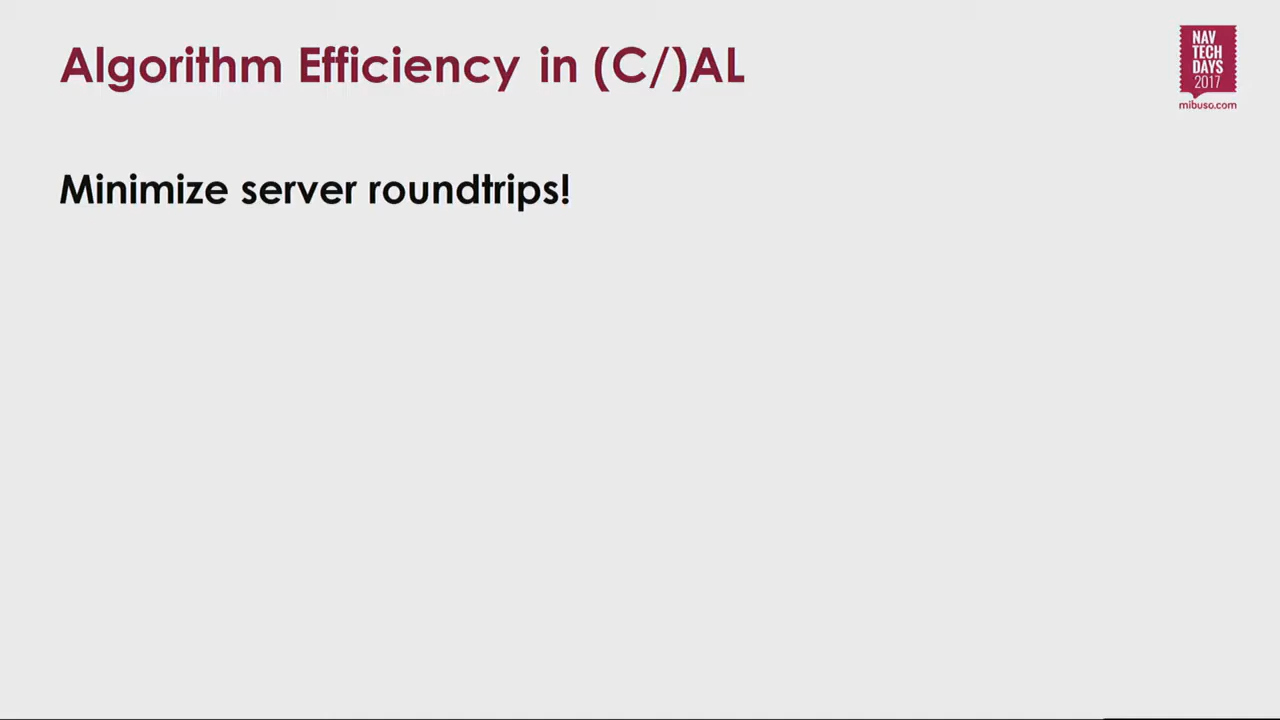 Algorithm Efficiency in (C/)AL
NAV
TECH
DAYS
2017
mibuso.com
Minimize server roundtrips!